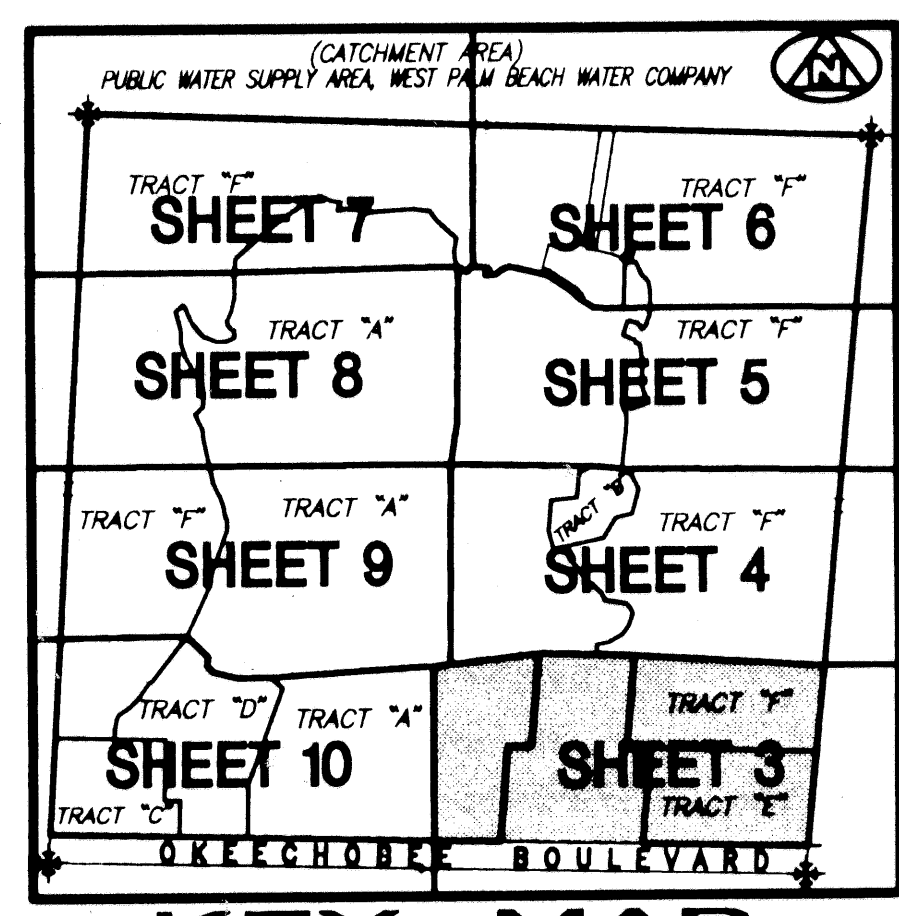 (CATCHMENT AREA)
PUBLIC WATER SUPPLY AREA, WEST PALM BEACH WATER COMPANY
N
TRACT "F"
SHEET 7
TRACT "F"
SHEET 6
TRACT "A"
SHEET 8
TRACT "F"
SHEET 5
TRACT "F"
TRACT "A"
SHEET 9
TRACT "B"
TRACT "F"
SHEET 4
TRACT "D"
TRACT "A"
SHEET 10
TRACT "C"
TRACT "F"
SHEET 3
TRACT "E"
OKEECHOBEE BOULEVARD
KEY MAP